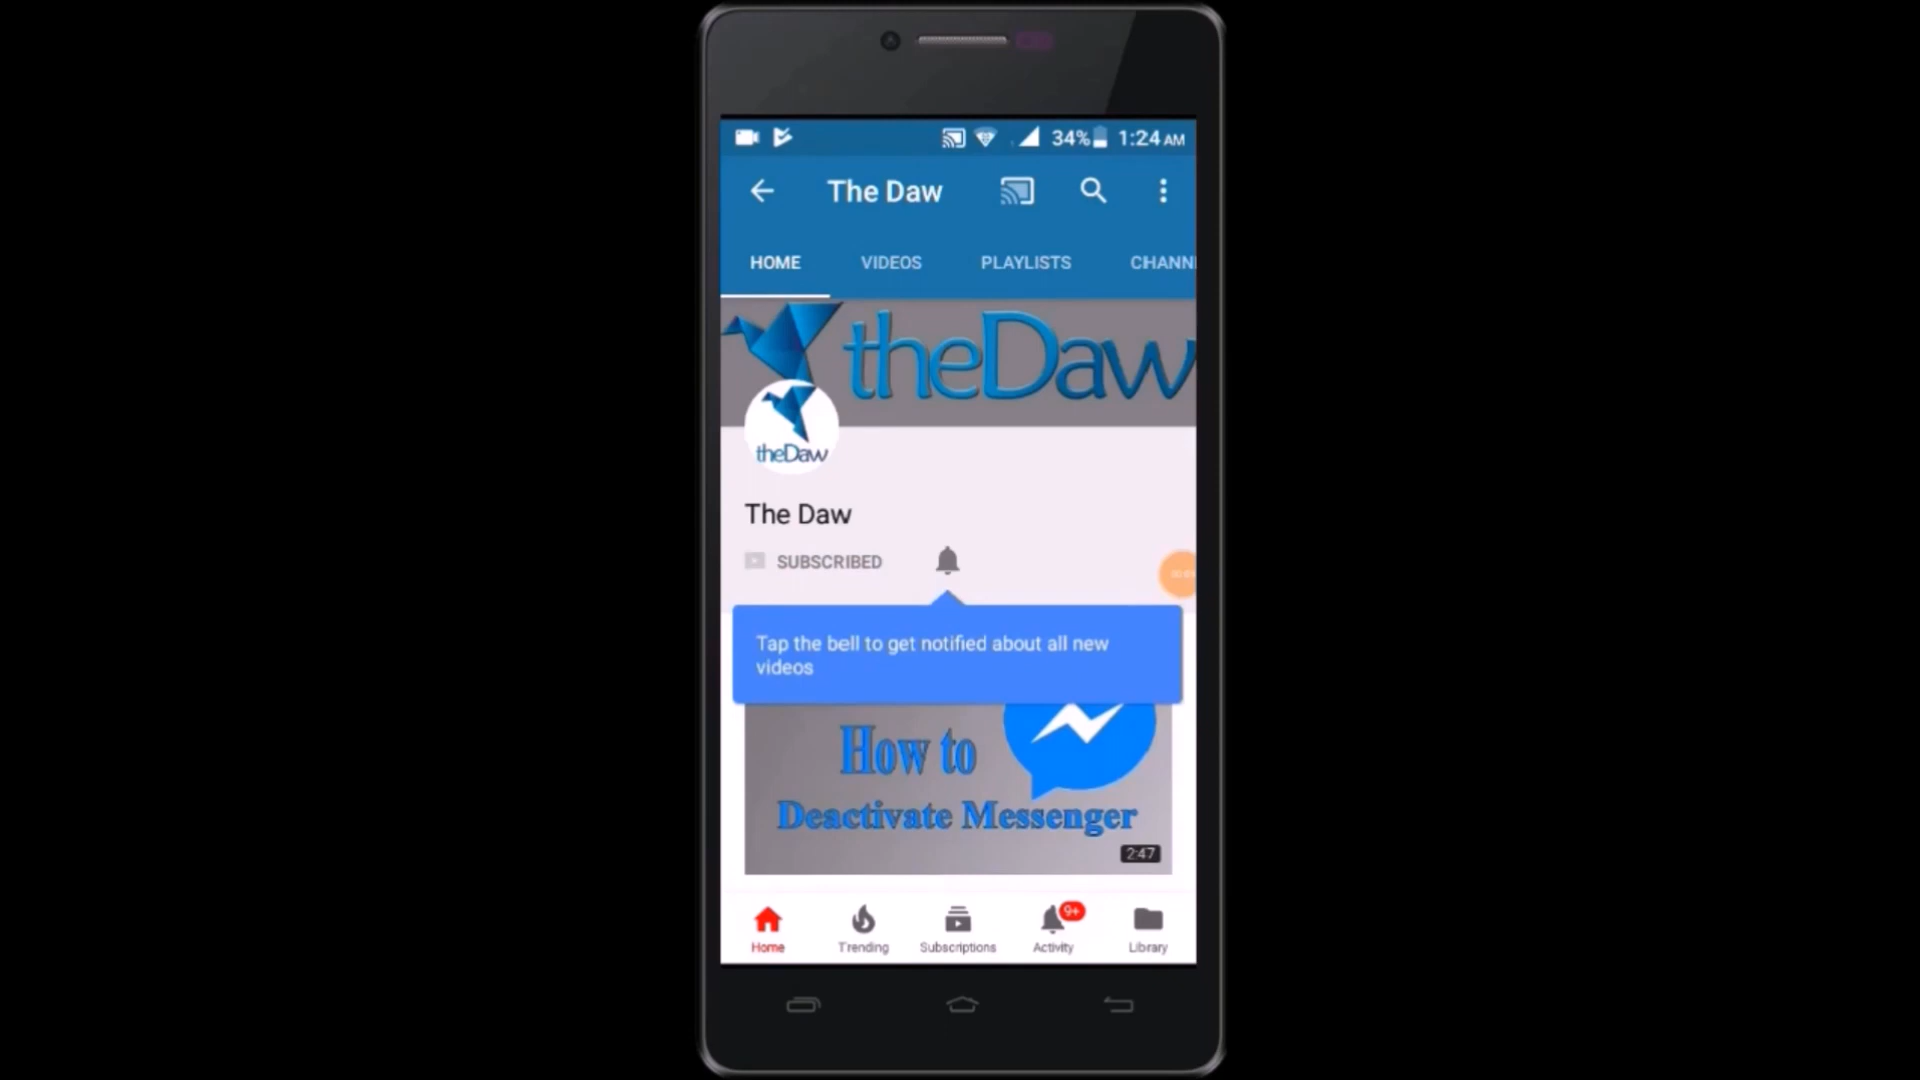 34% 1:24 AM
The Daw
HOME VIDEOS PLAYLISTS CHANN
theDaw
theDaw
The Daw
SUBSCRIBED
Tap the bell to get notified about all new
videos
How to
Deactivate Messenger
2:47
9+
Home Trending Subscriptions Activity Library